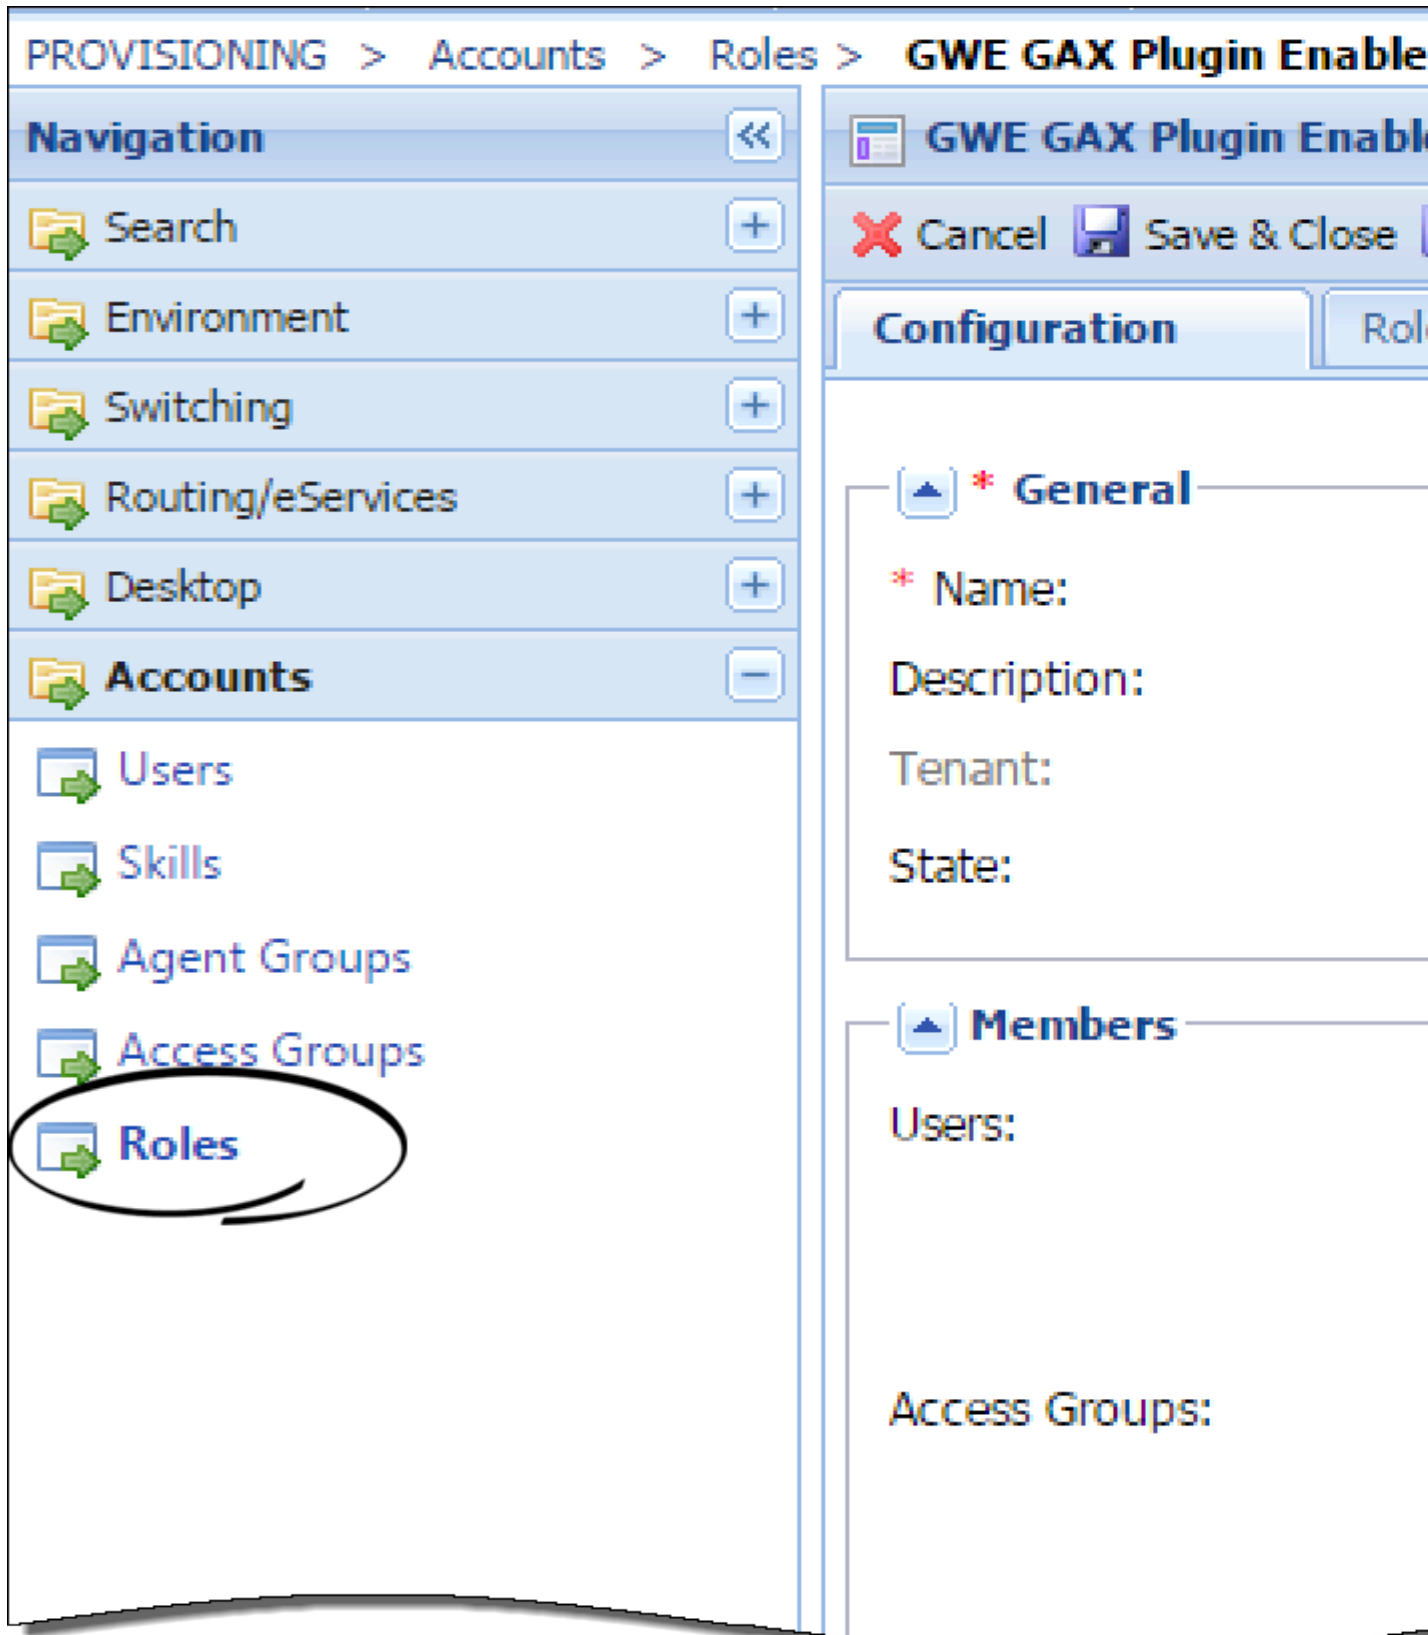 PROVISIONING > Accounts > Roles > GWE GAX Plugin Enable
Navigation
Search
Environment
Switching
Routing/eServices
Desktop
Accounts
Users
Skills
Agent Groups
Access Groups
Roles
GWE GAX Plugin Enable
Cancel Save & Close
Configuration Role
* General
* Name:
Description:
Tenant:
State:
Members
Users:
Access Groups: